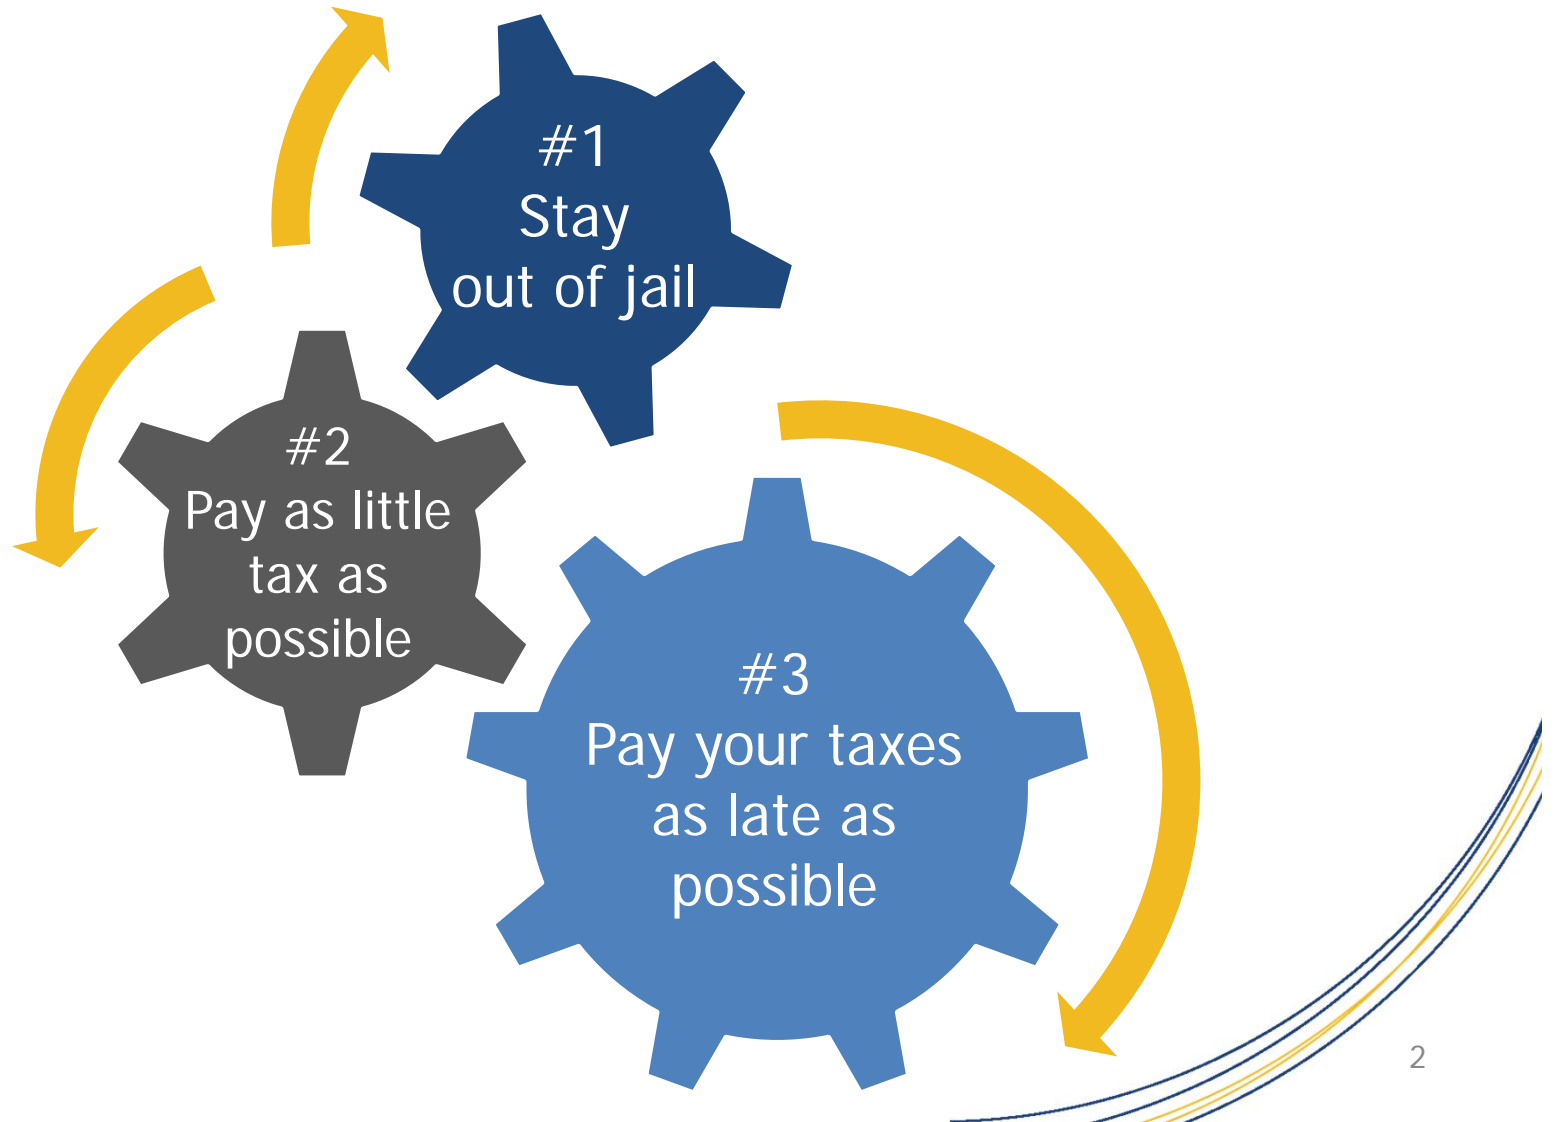 #1
Stay
out of jail
#2
Pay as little
tax as
possible
#3
Pay your taxes
as late as
possible
2